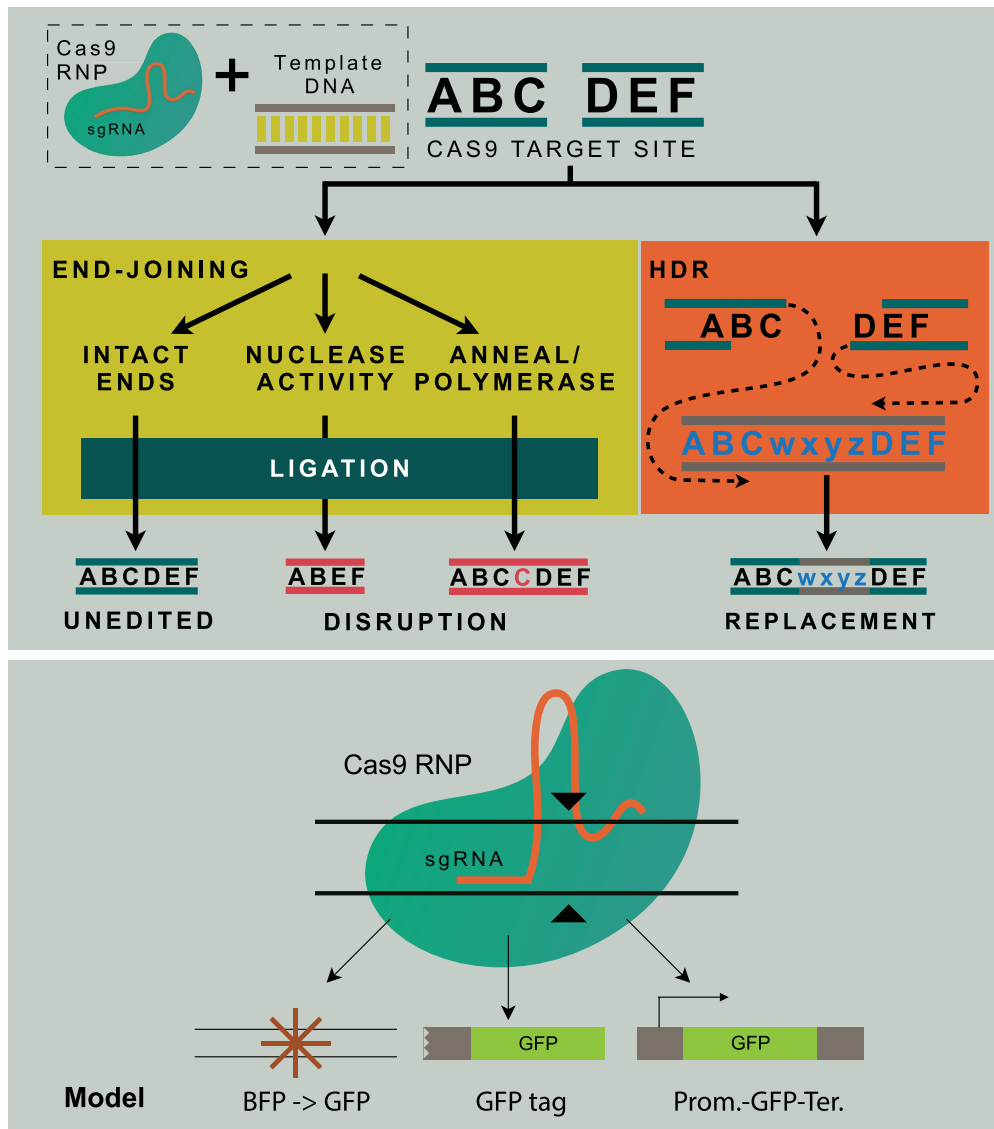 Cas9
RNP
sgRNA
+
Template
DNA
ABC DEF
CAS9 TARGET SITE
END-JOINING
INTACT
ENDS
NUCLEASE
ACTIVITY
ANNEAL/
POLYMERASE
LIGATION
HDR
ABC DEF
ABCwxyzDEF
ABCDEF
ABEF
ABCCDEF
ABCwxyzDEF
UNEDITED
DISRUPTION
REPLACEMENT
Cas9 RNP
sgRNA
GFP
GFP
Model
BFP -> GFP
GFP tag
Prom.-GFP-Ter.